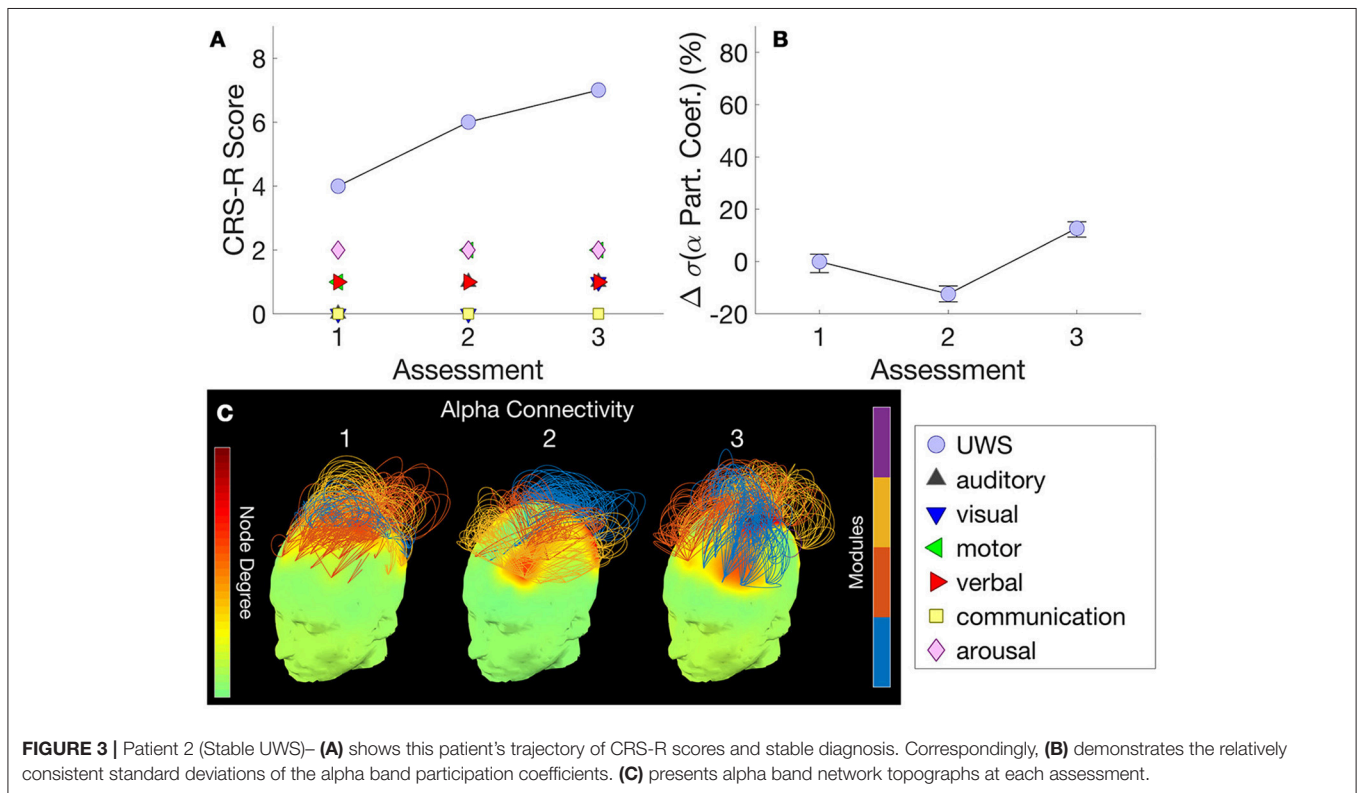 A
CRS-R Score
8
6
4
2
0
1 2 3
Assessment
B
Δ σ(α Part. Coef.) (%)
80
60
40
20
0
-20
1 2 3
Assessment
C
Alpha Connectivity
1 2 3
Node Degree
Modules
UWS
auditory
visual
motor
verbal
communication
arousal
FIGURE 3 | Patient 2 (Stable UWS)– (A) shows this patient's trajectory of CRS-R scores and stable diagnosis. Correspondingly, (B) demonstrates the relatively
consistent standard deviations of the alpha band participation coefficients. (C) presents alpha band network topographs at each assessment.